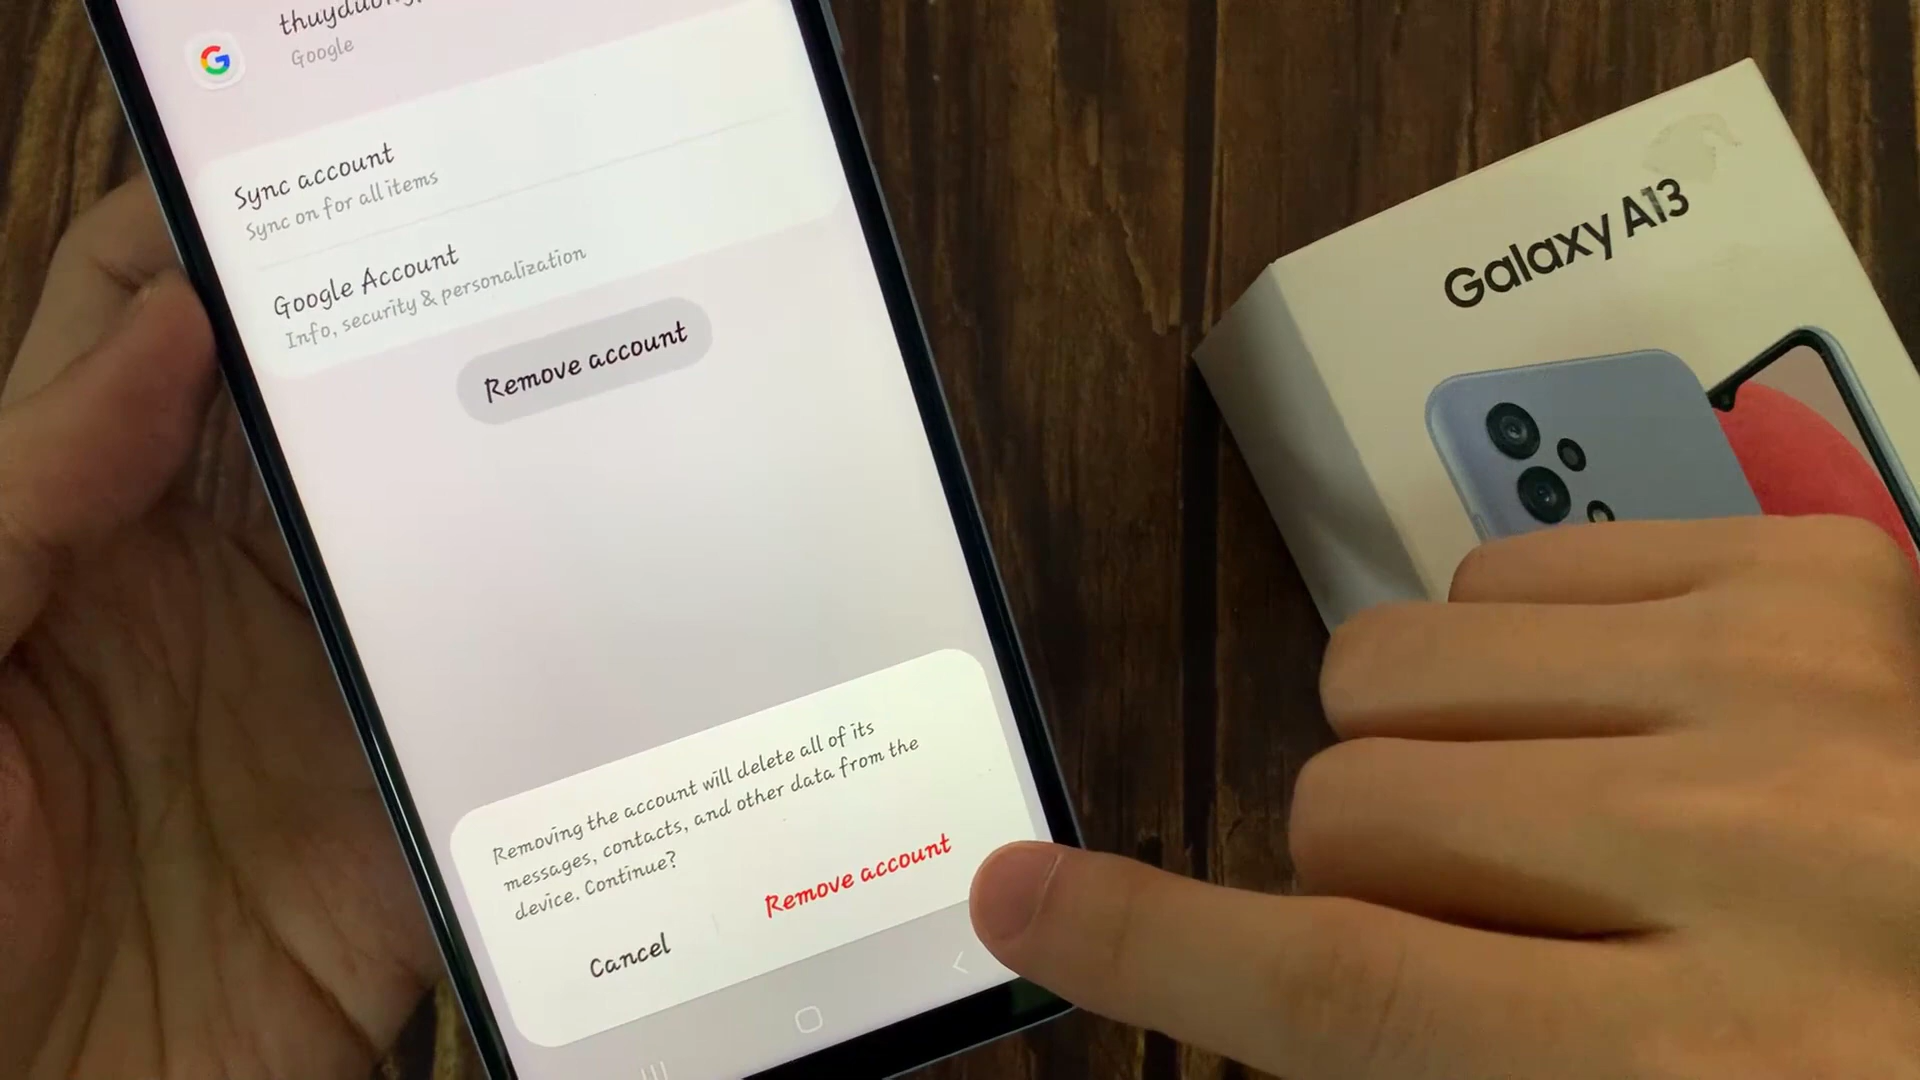 Google
Sync account
Sync on for all items
Google Account
Info, security & personalization
Remove account
Removing the account will delete all of its
messages, contacts, and other data from the
device. Continue?
Cancel
Remove account
Galaxy A13